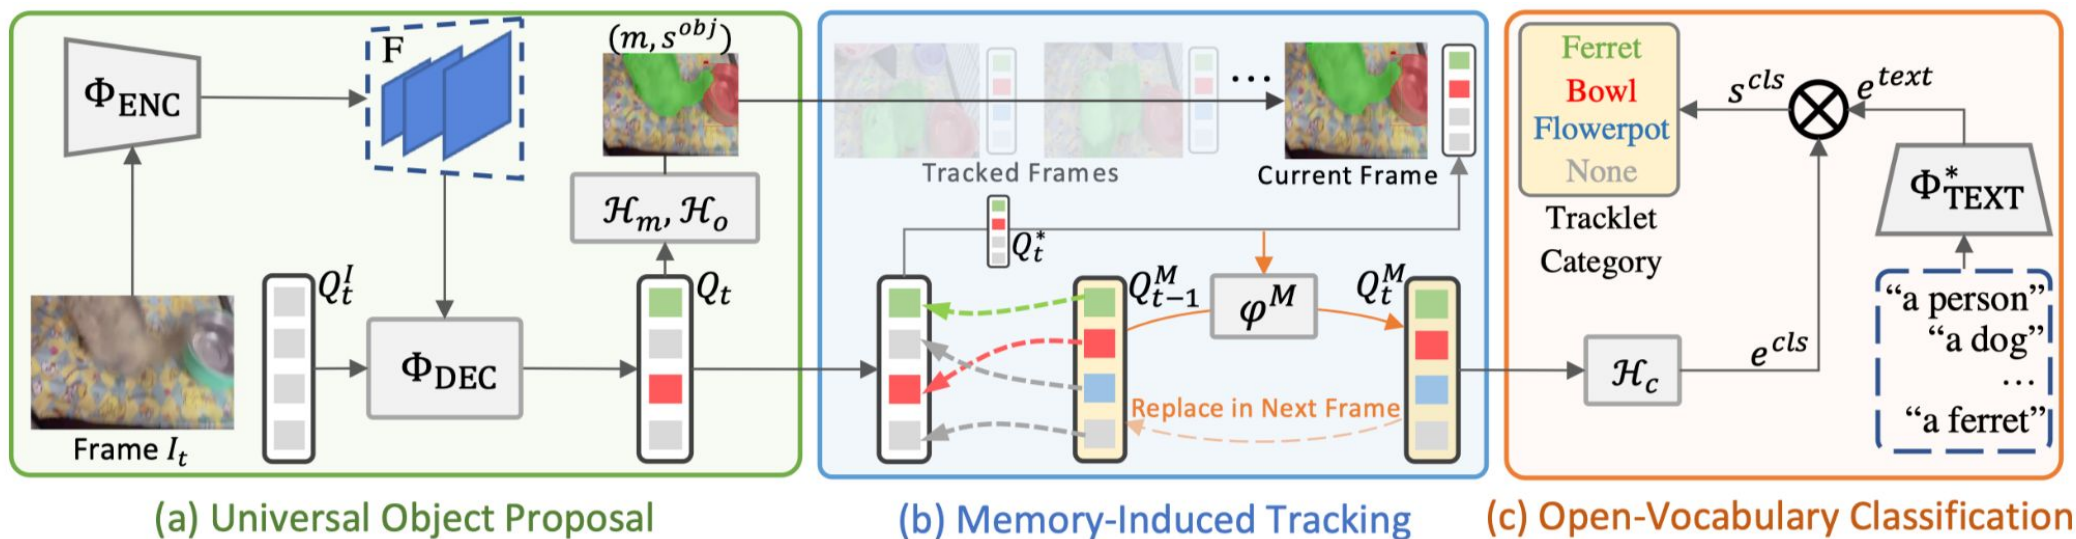 Φ_ENC
F
(m, s^{obj})
ℋ_m, ℋ_o
Q_t^I
Q_t
Φ_DEC
Frame I_t
(a) Universal Object Proposal
...
Tracked Frames
Current Frame
Q_t^*
Q_{t-1}^M
φ^M
Q_t^M
Replace in Next Frame
(b) Memory-Induced Tracking
Ferret
Bowl
Flowerpot
None
Tracklet
Category
s^{cls}
e^{text}
Φ_TEXT^*
ℋ_c
e^{cls}
“a person”
“a dog”
...
“a ferret”
(c) Open-Vocabulary Classification